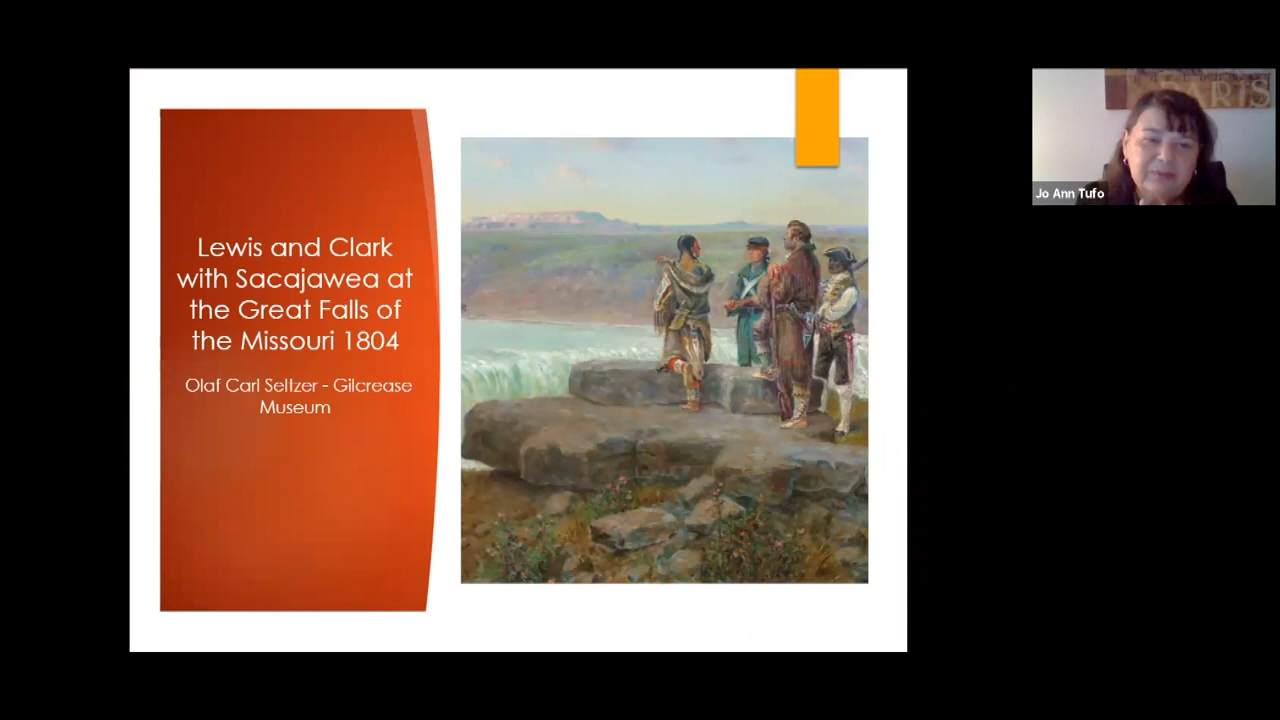 Lewis and Clark
with Sacajawea at
the Great Falls of
the Missouri 1804
Olaf Carl Seltzer - Gilcrease
Museum
PARIS
Jo Ann Tufo